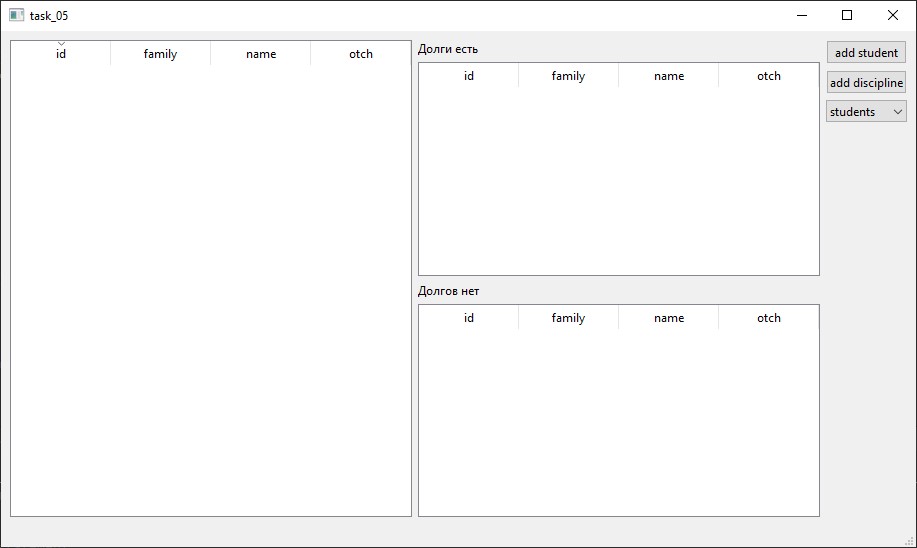 task_05
id family name otch
Долги есть
id family name otch
Долгов нет
id family name otch
add student
add discipline
students